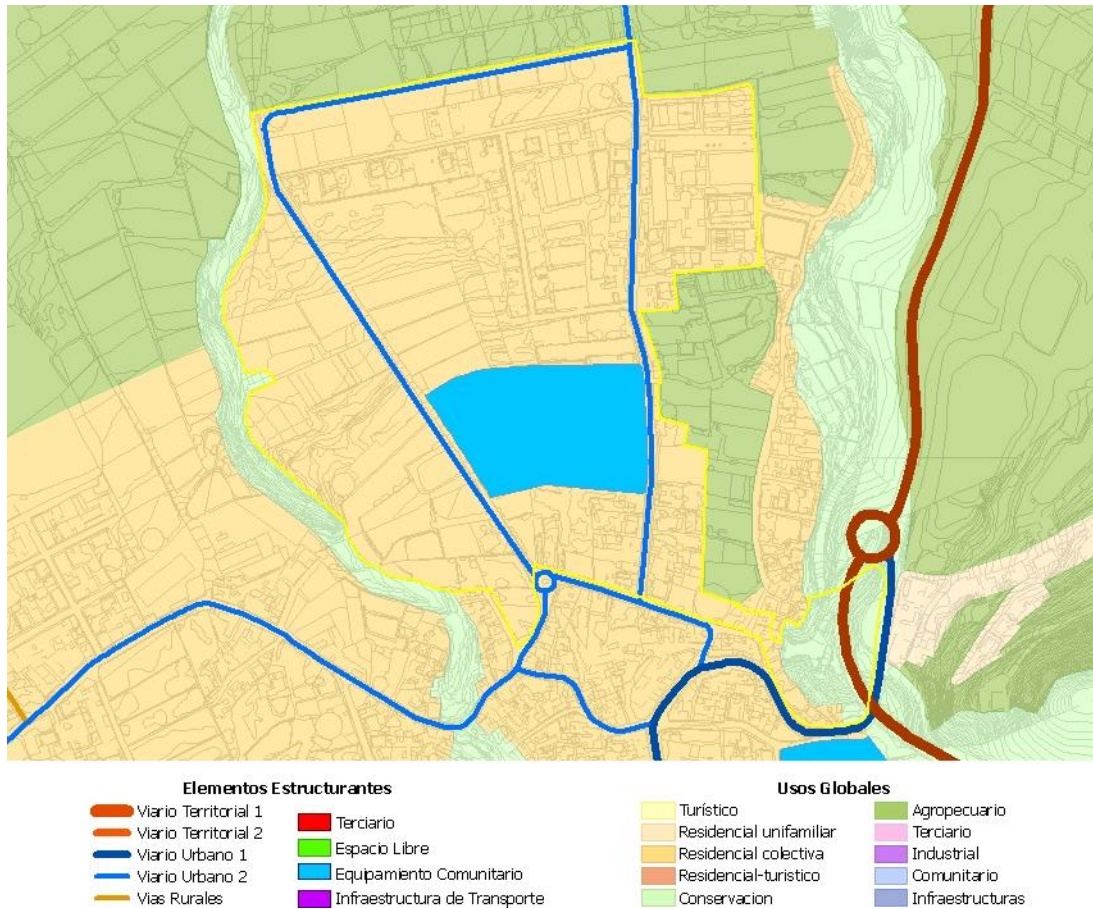 Elementos Estructurantes
Viario Territorial 1
Viario Territorial 2
Viario Urbano 1
Viario Urbano 2
Vias Rurales
Terciario
Espacio Libre
Equipamiento Comunitario
Infraestructura de Transporte
Usos Globales
Turístico
Residencial unifamiliar
Residencial colectiva
Residencial-turistico
Conservacion
Agropecuario
Terciario
Industrial
Comunitario
Infraestructuras